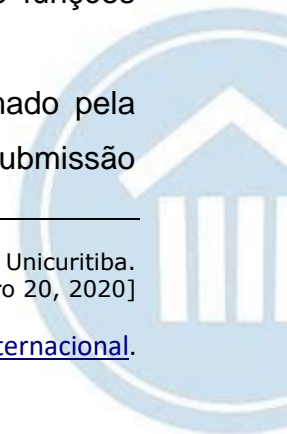 funções
nado pela
ubmissão
Unicuritiba.
ro 20, 2020]
ternacional.